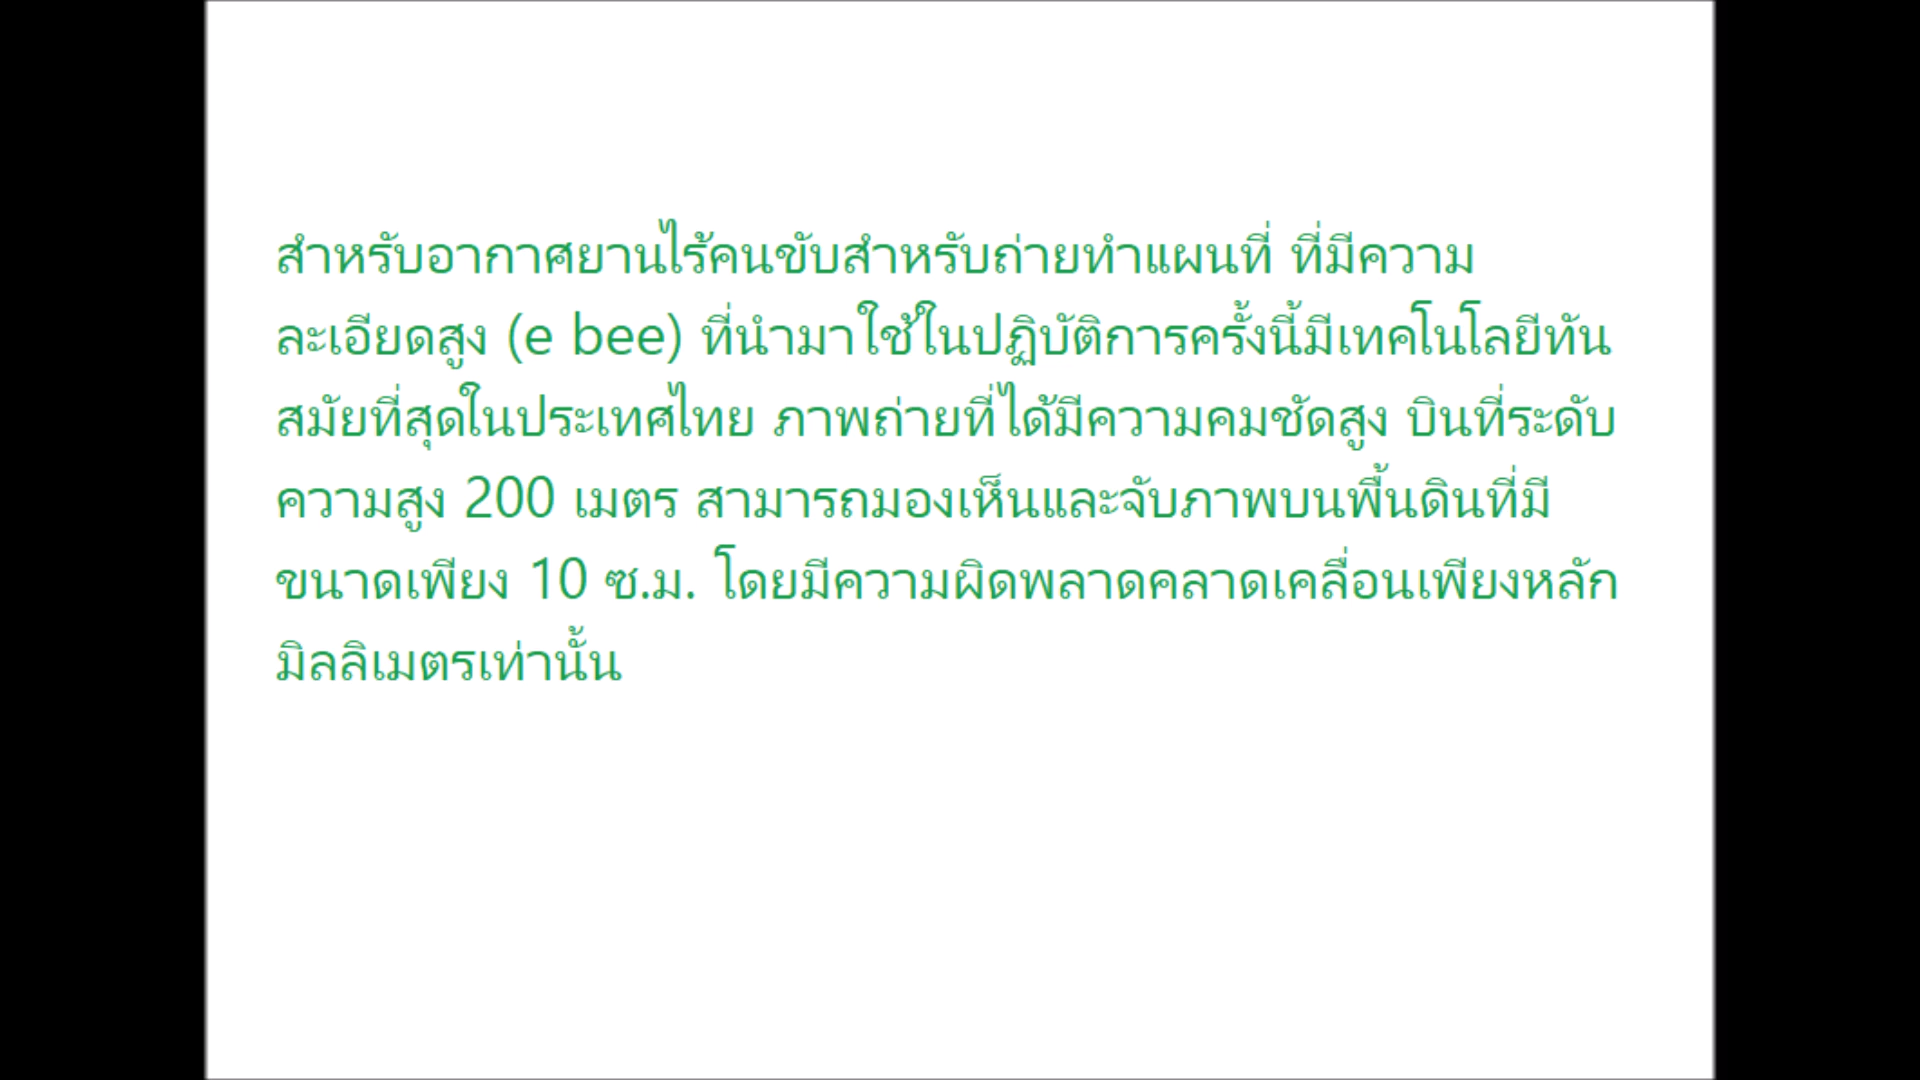 สำหรับอากาศยานไร้คนขับสำหรับถ่ายทำแผนที่ ที่มีความ
ละเอียดสูง (e bee) ที่นำมาใช้ในปฏิบัติการครั้งนี้มีเทคโนโลยีทัน
สมัยที่สุดในประเทศไทย ภาพถ่ายที่ได้มีความคมชัดสูง บินที่ระดับ
ความสูง 200 เมตร สามารถมองเห็นและจับภาพบนพื้นดินที่มี
ขนาดเพียง 10 ซ.ม. โดยมีความผิดพลาดคลาดเคลื่อนเพียงหลัก
มิลลิเมตรเท่านั้น